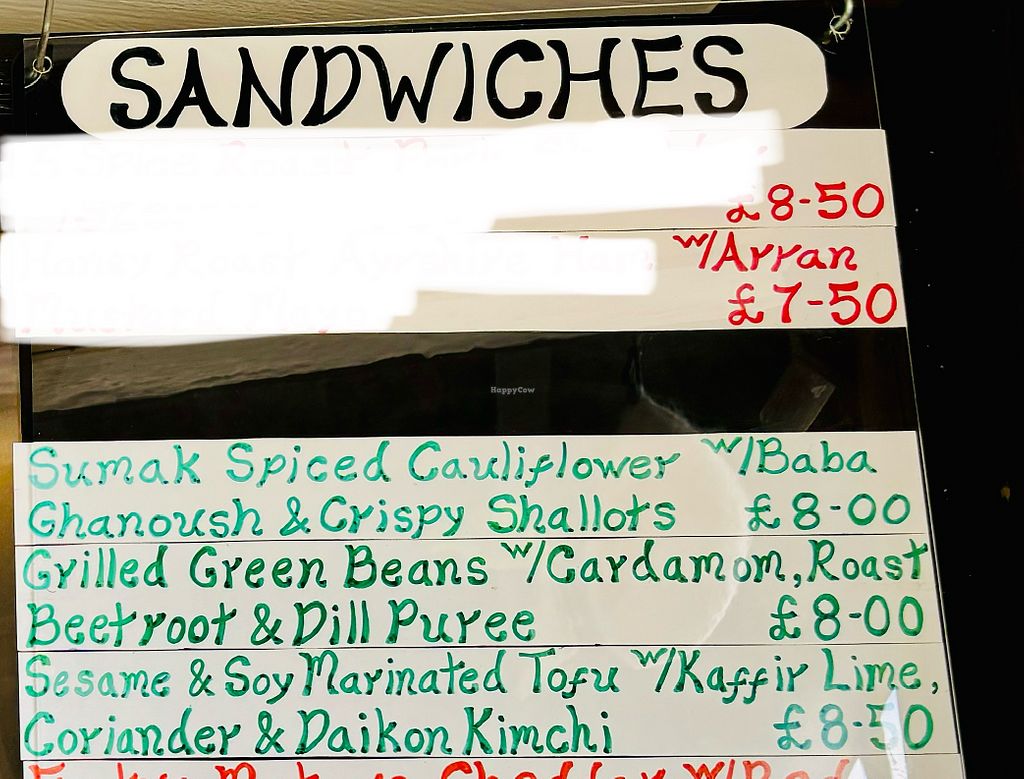 SANDWICHES
£8-50
w/Arran
£7-50
HappyCow
Sumak Spiced Cauliflower w/Baba
Ghanoush & Crispy Shallots £8-00
Grilled Green Beans w/Cardamom, Roast
Beetroot & Dill Puree £8-00
Sesame & Soy Marinated Tofu w/Kaffir Lime,
Coriander & Daikon Kimchi £8-50